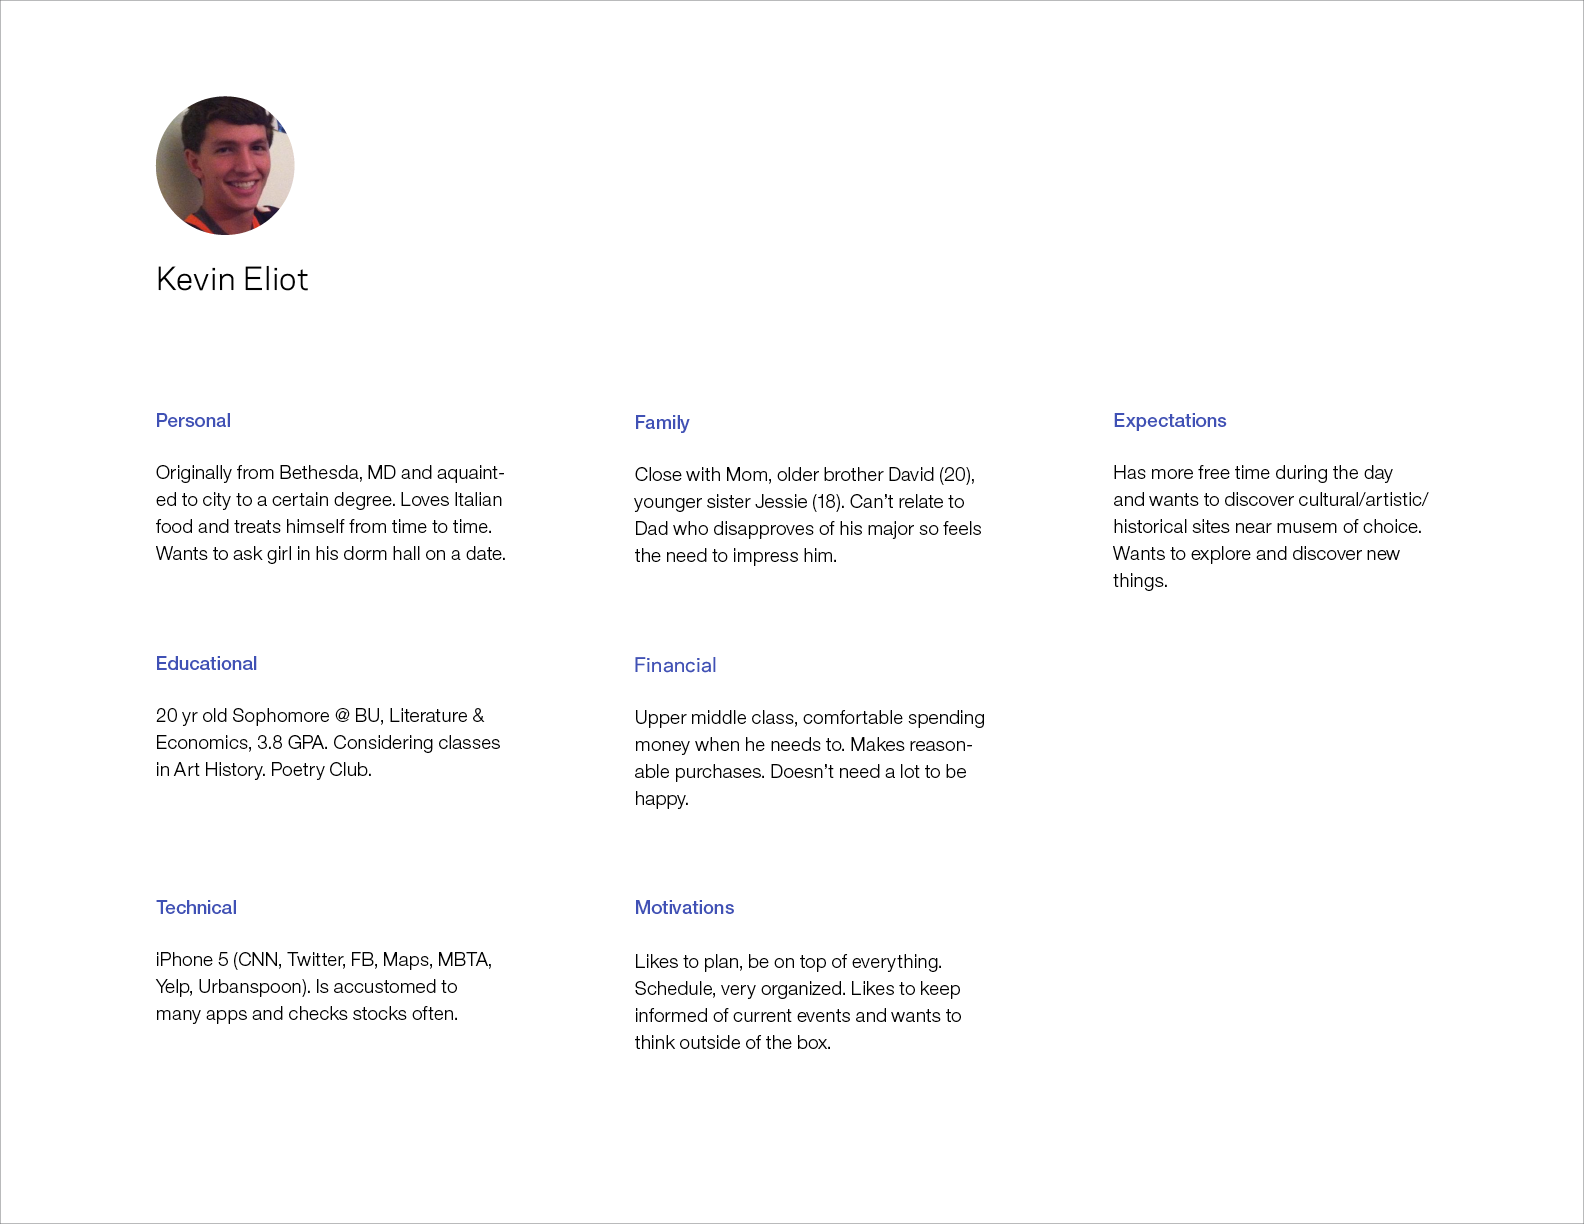 Kevin Eliot
Personal
Originally from Bethesda, MD and aquaint-
ed to city to a certain degree. Loves Italian
food and treats himself from time to time.
Wants to ask girl in his dorm hall on a date.
Educational
20 yr old Sophomore @ BU, Literature &
Economics, 3.8 GPA. Considering classes
in Art History. Poetry Club.
Technical
iPhone 5 (CNN, Twitter, FB, Maps, MBTA,
Yelp, Urbanspoon). Is accustomed to
many apps and checks stocks often.
Family
Close with Mom, older brother David (20),
younger sister Jessie (18). Can’t relate to
Dad who disapproves of his major so feels
the need to impress him.
Financial
Upper middle class, comfortable spending
money when he needs to. Makes reason-
able purchases. Doesn’t need a lot to be
happy.
Motivations
Likes to plan, be on top of everything.
Schedule, very organized. Likes to keep
informed of current events and wants to
think outside of the box.
Expectations
Has more free time during the day
and wants to discover cultural/artistic/
historical sites near musem of choice.
Wants to explore and discover new
things.